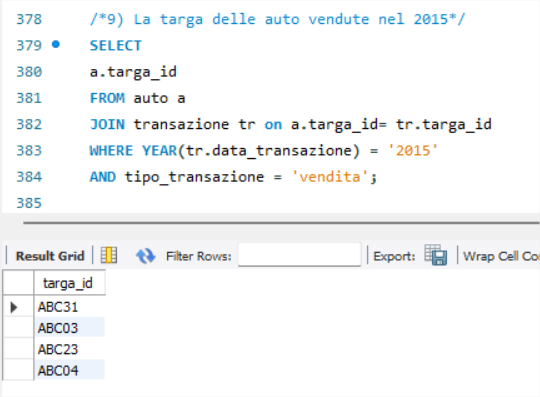 378 /*9) La targa delle auto vendute nel 2015*/
379 SELECT
380 a.targa_id
381 FROM auto a
382 JOIN transazione tr on a.targa_id= tr.targa_id
383 WHERE YEAR(tr.data_transazione) = '2015'
384 AND tipo_transazione = 'vendita';
385
Result Grid Filter Rows: Export: Wrap Cell Co
targa_id
ABC31
ABC03
ABC23
ABC04